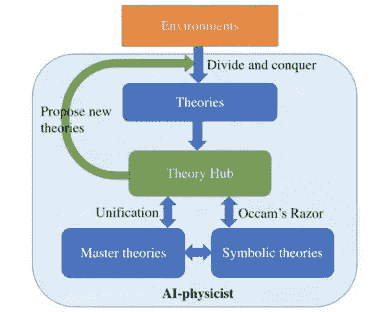 Environments
Divide and conquer
Theories
Propose new
theories
Theory Hub
Unification
Occam's Razor
Master theories
Symbolic theories
AI-physicist